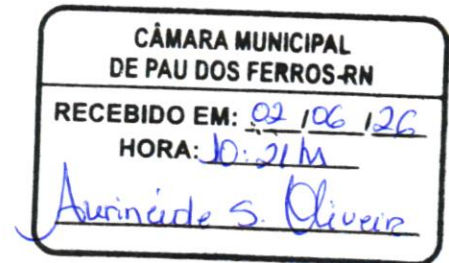 CÂMARA MUNICIPAL
DE PAU DOS FERROS-RN
RECEBIDO EM: 02/06/26
HORA: 10:21h
Aurineide S. Oliveira